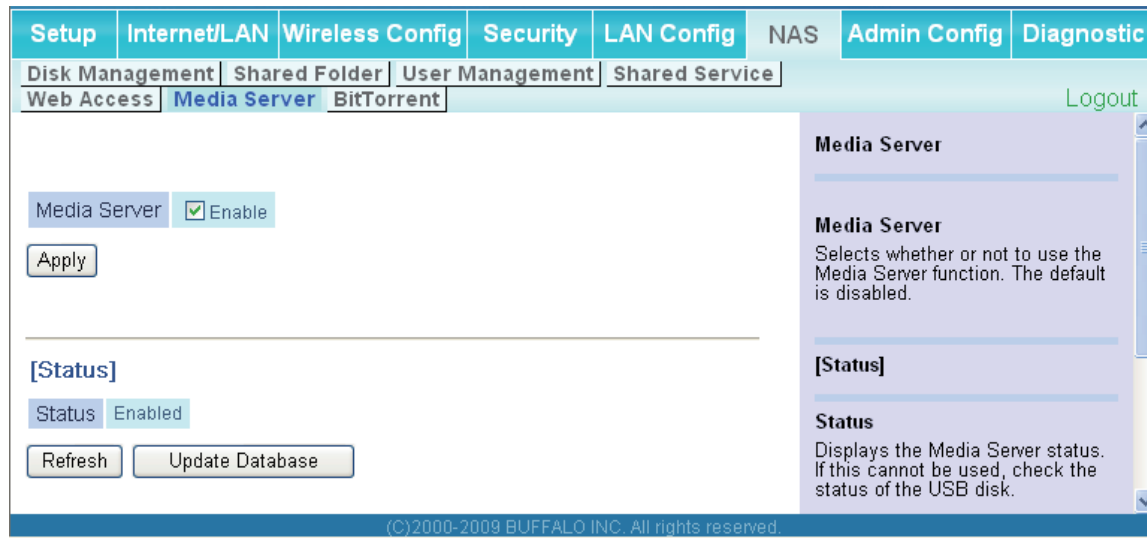 Setup Internet/LAN Wireless Config Security LAN Config NAS Admin Config Diagnostic
Disk Management Shared Folder User Management Shared Service
Web Access Media Server BitTorrent
Logout
Media Server Enable
Apply
[Status]
Status Enabled
Refresh Update Database
Media Server
Media Server
Selects whether or not to use the
Media Server function. The default
is disabled.
[Status]
Status
Displays the Media Server status.
If this cannot be used, check the
status of the USB disk.
(C)2000-2009 BUFFALO INC. All rights reserved.